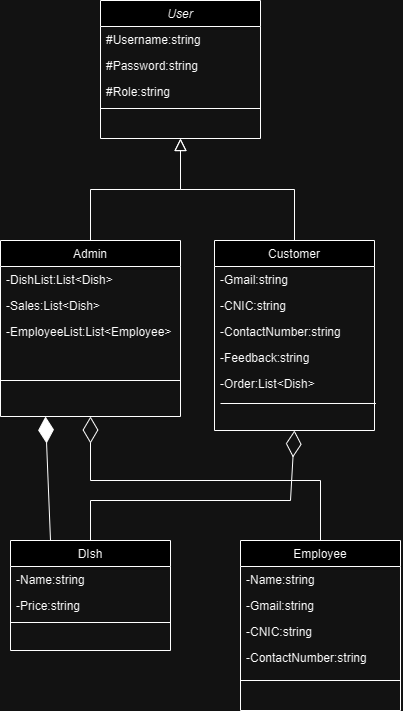 User
#Username:string
#Password:string
#Role:string
Admin
-DishList:List<Dish>
-Sales:List<Dish>
-EmployeeList:List<Employee>
Customer
-Gmail:string
-CNIC:string
-ContactNumber:string
-Feedback:string
-Order:List<Dish>
DIsh
-Name:string
-Price:string
Employee
-Name:string
-Gmail:string
-CNIC:string
-ContactNumber:string